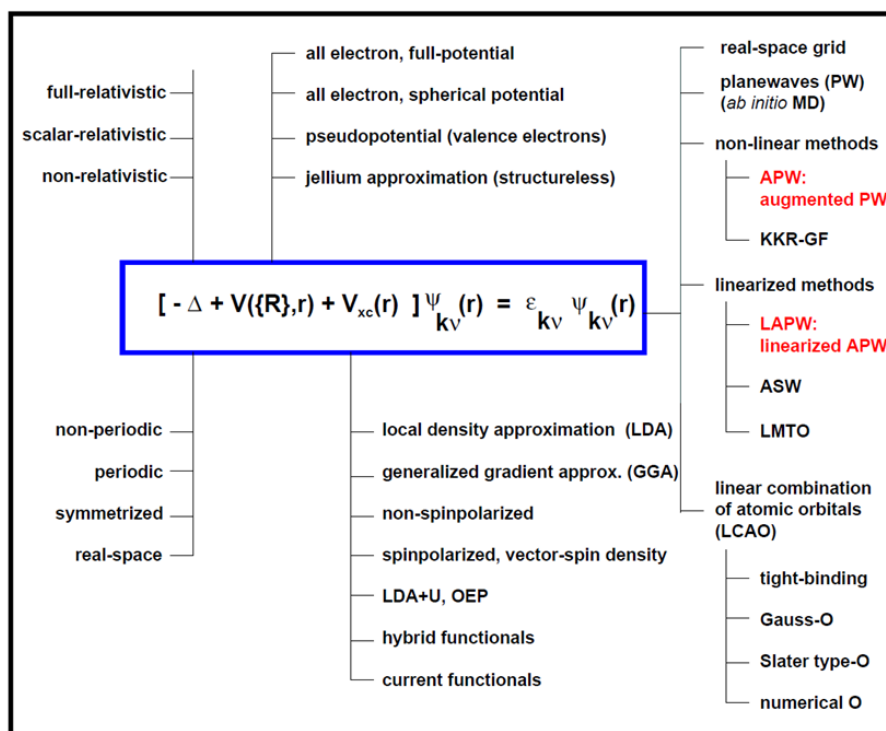 all electron, full-potential
full-relativistic
all electron, spherical potential
scalar-relativistic
pseudopotential (valence electrons)
non-relativistic
jellium approximation (structureless)
[ - Δ + V({R},r) + Vxc(r) ] ψkν(r) = εkν ψkν(r)
non-periodic
periodic
symmetrized
real-space
local density approximation (LDA)
generalized gradient approx. (GGA)
non-spinpolarized
spinpolarized, vector-spin density
LDA+U, OEP
hybrid functionals
current functionals
real-space grid
planewaves (PW)
(ab initio MD)
non-linear methods
APW:
augmented PW
KKR-GF
linearized methods
LAPW:
linearized APW
ASW
LMTO
linear combination
of atomic orbitals
(LCAO)
tight-binding
Gauss-O
Slater type-O
numerical O